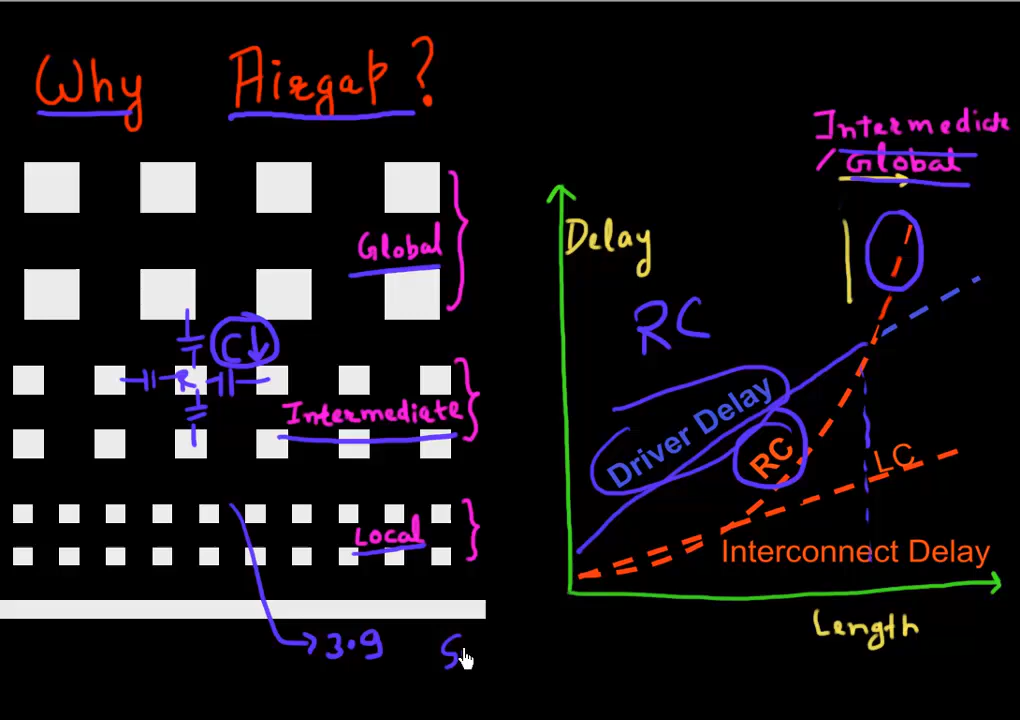 Why Airgap?
Intermediate
/ Global
Delay
Global
RC
C↓
R
Intermediate
Driver Delay
RC
LC
Local
Interconnect Delay
Length
→3.9
S